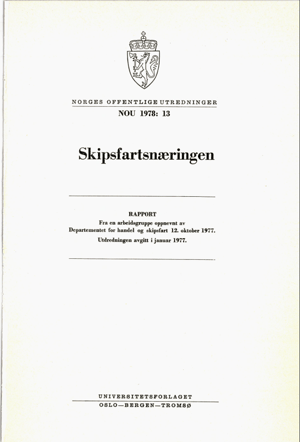 NORGES OFFENTLIGE UTREDNINGER
NOU 1978: 13
Skipsfartsnæringen
RAPPORT
Fra en arbeidsgruppe oppnevnt av
Departementet for handel og skipsfart 12. oktober 1977.
Utredningen avgitt i januar 1977.
UNIVERSITETSFORLAGET
OSLO—BERGEN—TROMSØ